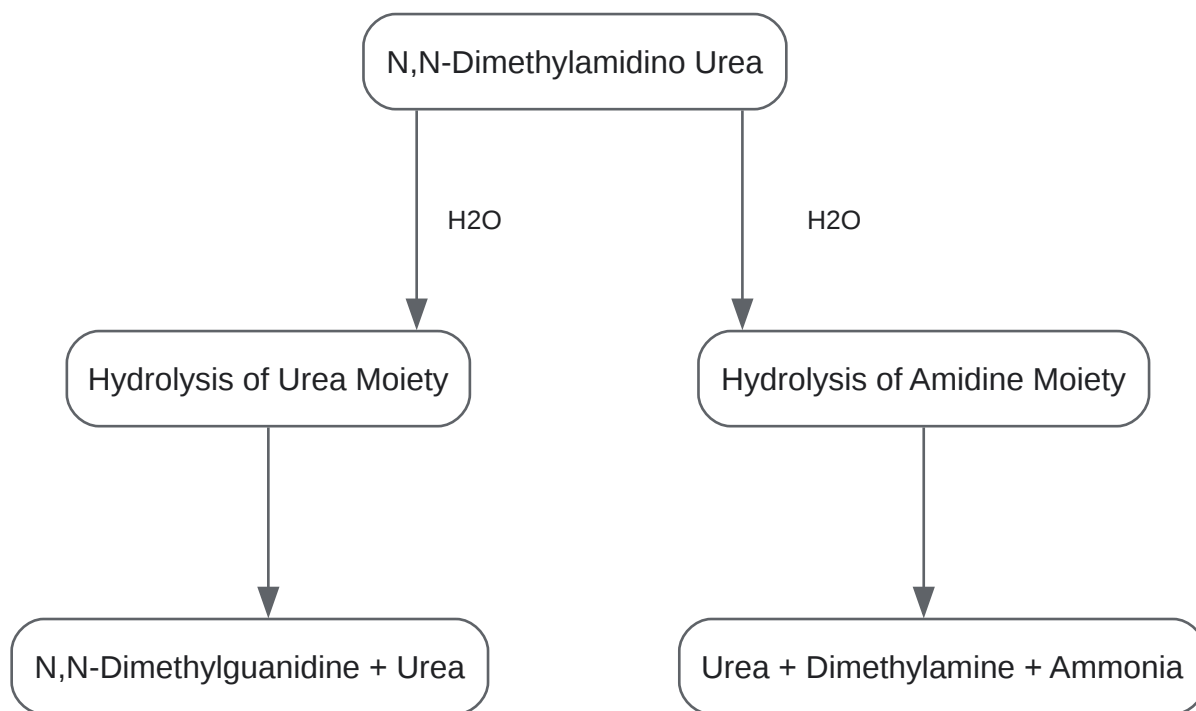 N,N-Dimethylamidino Urea
H2O
H2O
Hydrolysis of Urea Moiety
Hydrolysis of Amidine Moiety
N,N-Dimethylguanidine + Urea
Urea + Dimethylamine + Ammonia